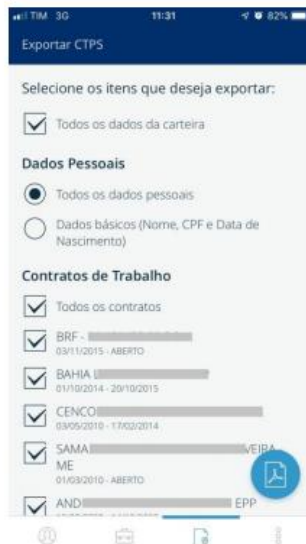 TIM 3G 11:31 82%
Exportar CTPS
Selecione os itens que deseja exportar:
Todos os dados da carteira
Dados Pessoais
Todos os dados pessoais
Dados básicos (Nome, CPF e Data de
Nascimento)
Contratos de Trabalho
Todos os contratos
BRF -
03/11/2015 - ABERTO
BAHIA
01/10/2014 - 20/10/2015
CENCO
03/05/2010 - 17/02/2014
SAMA VEIRA
ME
01/03/2010 - ABERTO
AND EPP